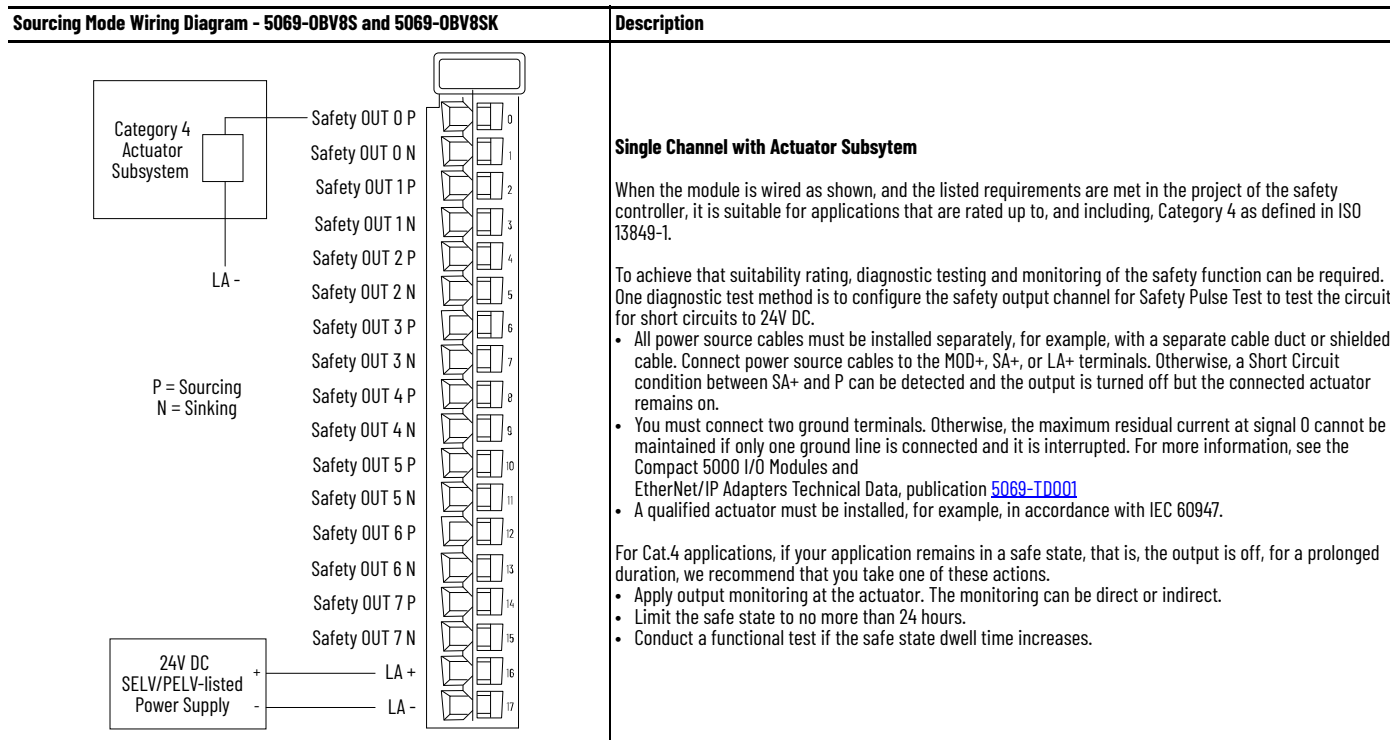 Sourcing Mode Wiring Diagram - 5069-OBV8S and 5069-OBV8SK
Description
Category 4
Actuator
Subsystem
LA -
P = Sourcing
N = Sinking
24V DC
SELV/PELV-listed
Power Supply
+
-
Safety OUT 0 P
0
Safety OUT 0 N
1
Safety OUT 1 P
2
Safety OUT 1 N
3
Safety OUT 2 P
4
Safety OUT 2 N
5
Safety OUT 3 P
6
Safety OUT 3 N
7
Safety OUT 4 P
8
Safety OUT 4 N
9
Safety OUT 5 P
10
Safety OUT 5 N
11
Safety OUT 6 P
12
Safety OUT 6 N
13
Safety OUT 7 P
14
Safety OUT 7 N
15
LA +
16
LA -
17
Single Channel with Actuator Subsytem
When the module is wired as shown, and the listed requirements are met in the project of the safety
controller, it is suitable for applications that are rated up to, and including, Category 4 as defined in ISO
13849-1.
To achieve that suitability rating, diagnostic testing and monitoring of the safety function can be required.
One diagnostic test method is to configure the safety output channel for Safety Pulse Test to test the circuit
for short circuits to 24V DC.
• All power source cables must be installed separately, for example, with a separate cable duct or shielded
cable. Connect power source cables to the MOD+, SA+, or LA+ terminals. Otherwise, a Short Circuit
condition between SA+ and P can be detected and the output is turned off but the connected actuator
remains on.
• You must connect two ground terminals. Otherwise, the maximum residual current at signal 0 cannot be
maintained if only one ground line is connected and it is interrupted. For more information, see the
Compact 5000 I/O Modules and
EtherNet/IP Adapters Technical Data, publication 5069-TD001
• A qualified actuator must be installed, for example, in accordance with IEC 60947.
For Cat.4 applications, if your application remains in a safe state, that is, the output is off, for a prolonged
duration, we recommend that you take one of these actions.
• Apply output monitoring at the actuator. The monitoring can be direct or indirect.
• Limit the safe state to no more than 24 hours.
• Conduct a functional test if the safe state dwell time increases.